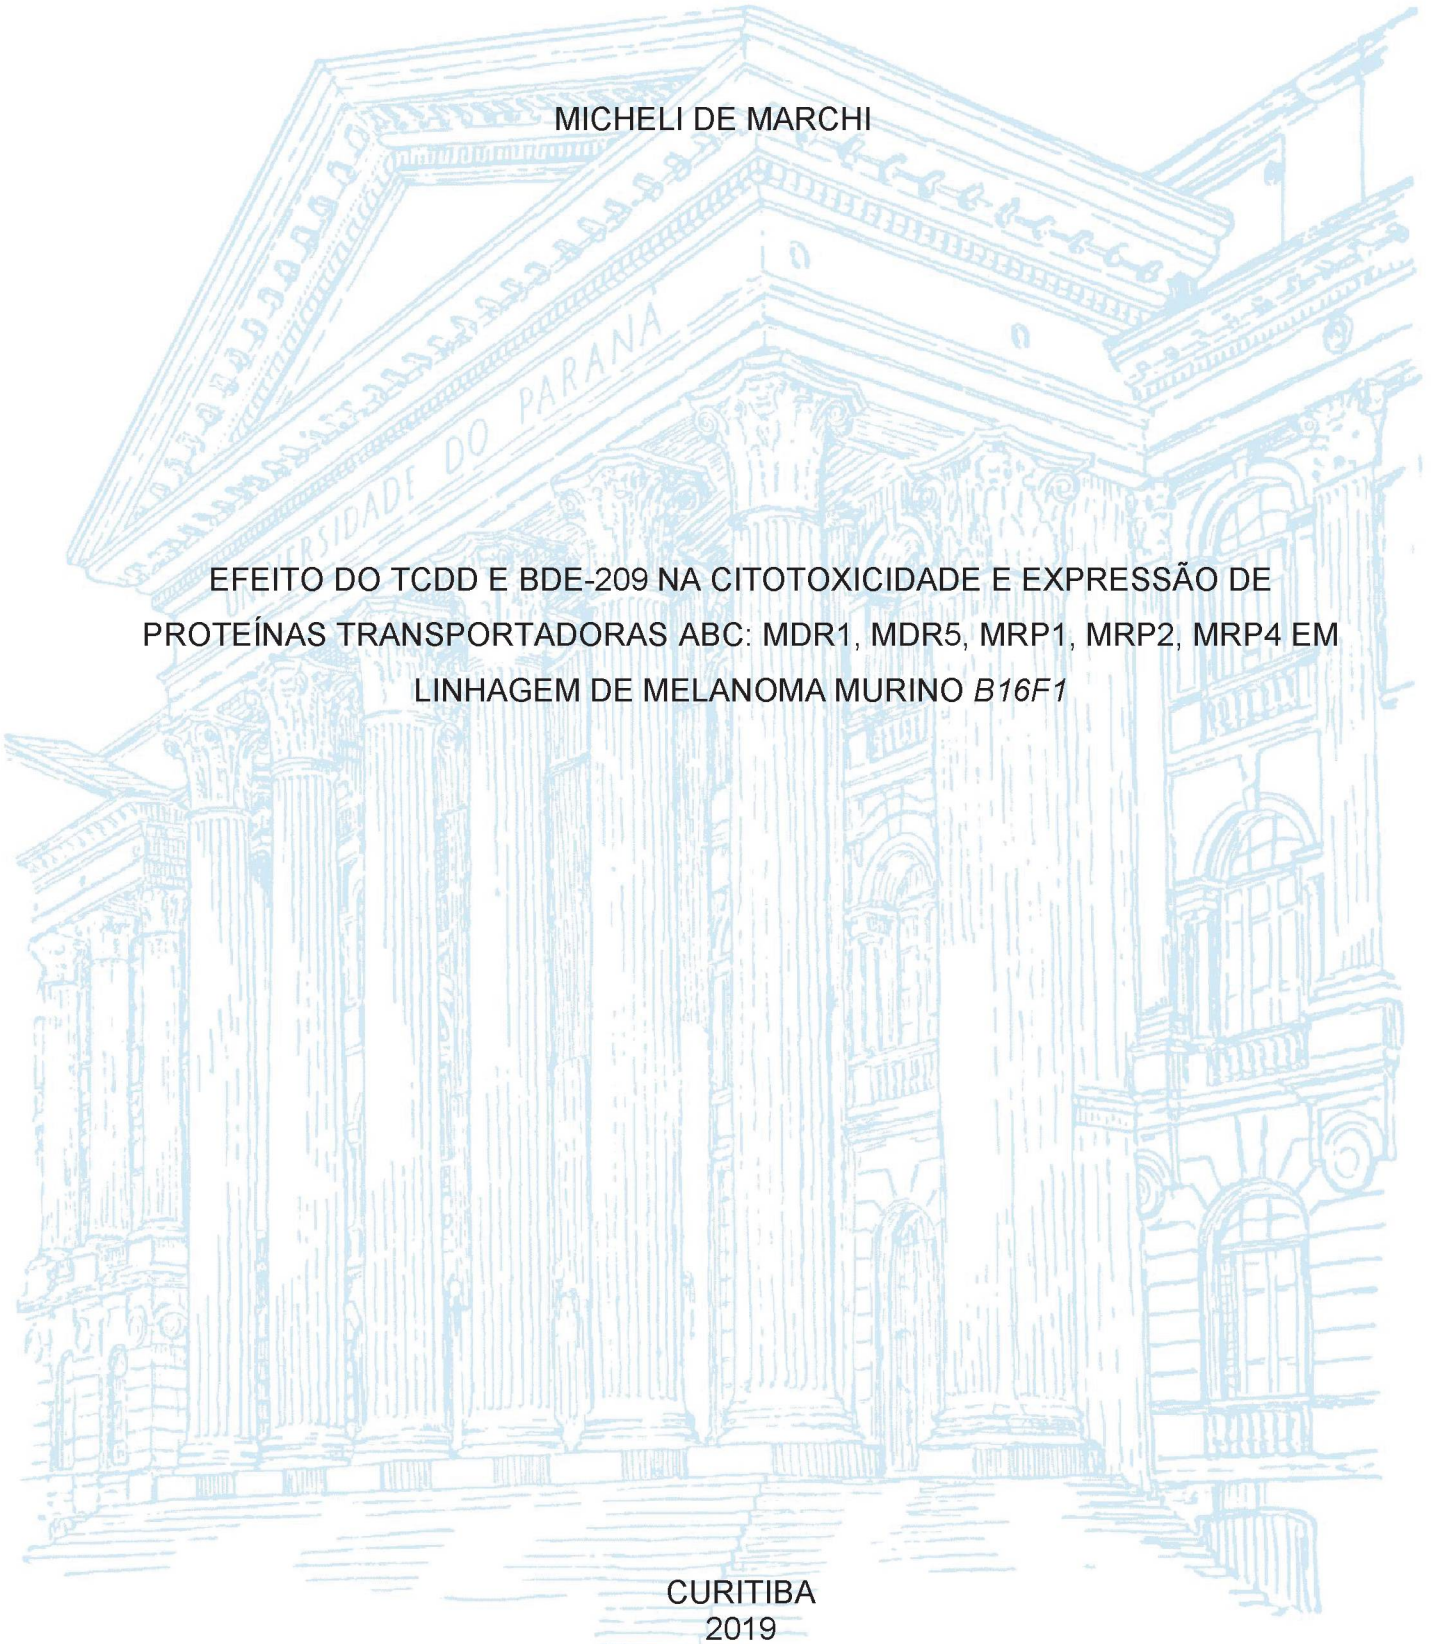 MICHELI DE MARCHI
UNIVERSIDADE DO PARANÁ
EFEITO DO TCDD E BDE-209 NA CITOTOXICIDADE E EXPRESSÃO DE
PROTEÍNAS TRANSPORTADORAS ABC: MDR1, MDR5, MRP1, MRP2, MRP4 EM
LINHAGEM DE MELANOMA MURINO B16F1
CURITIBA
2019